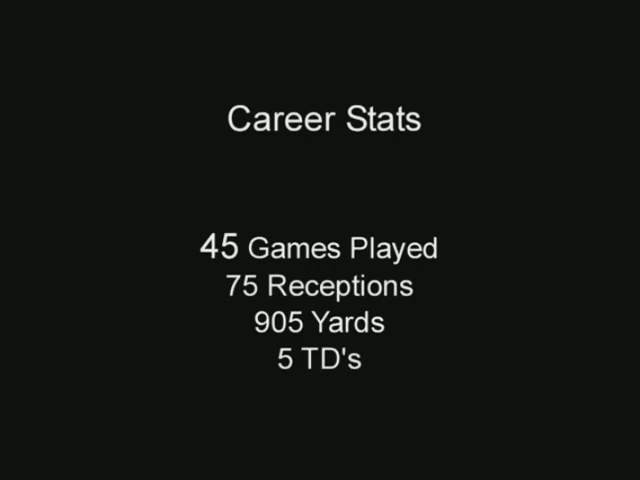 Career Stats
45 Games Played
75 Receptions
905 Yards
5 TD's